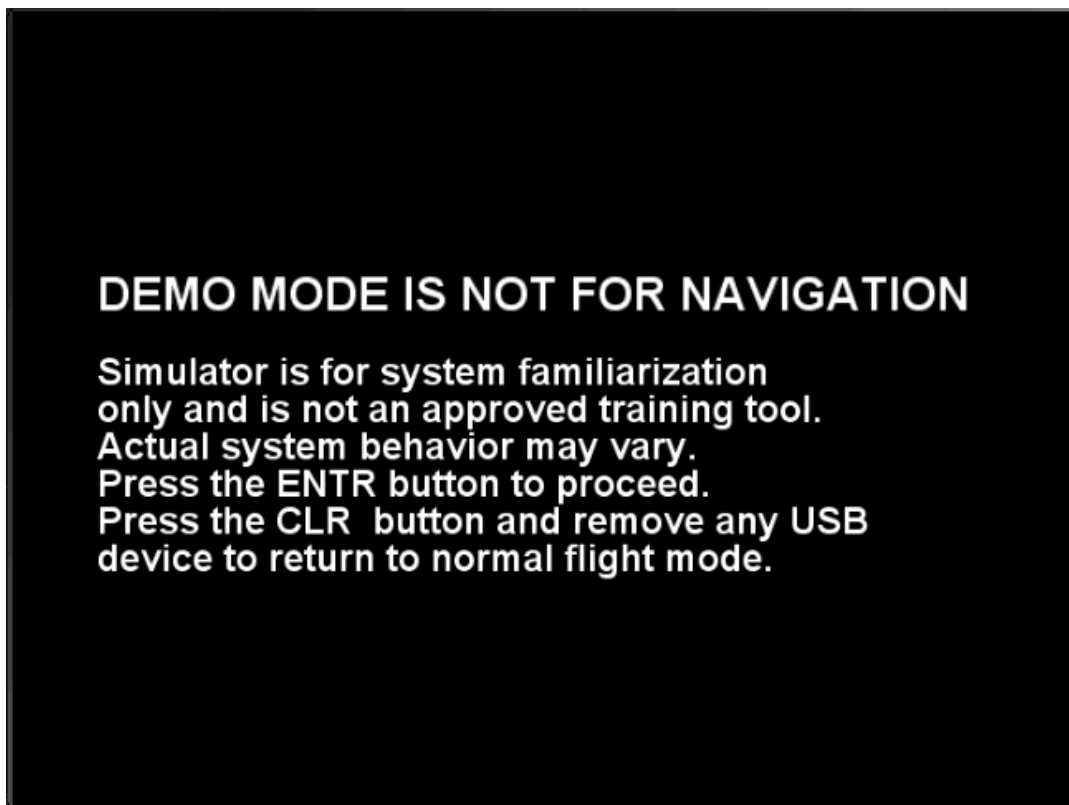 DEMO MODE IS NOT FOR NAVIGATION
Simulator is for system familiarization
only and is not an approved training tool.
Actual system behavior may vary.
Press the ENTR button to proceed.
Press the CLR  button and remove any USB
device to return to normal flight mode.